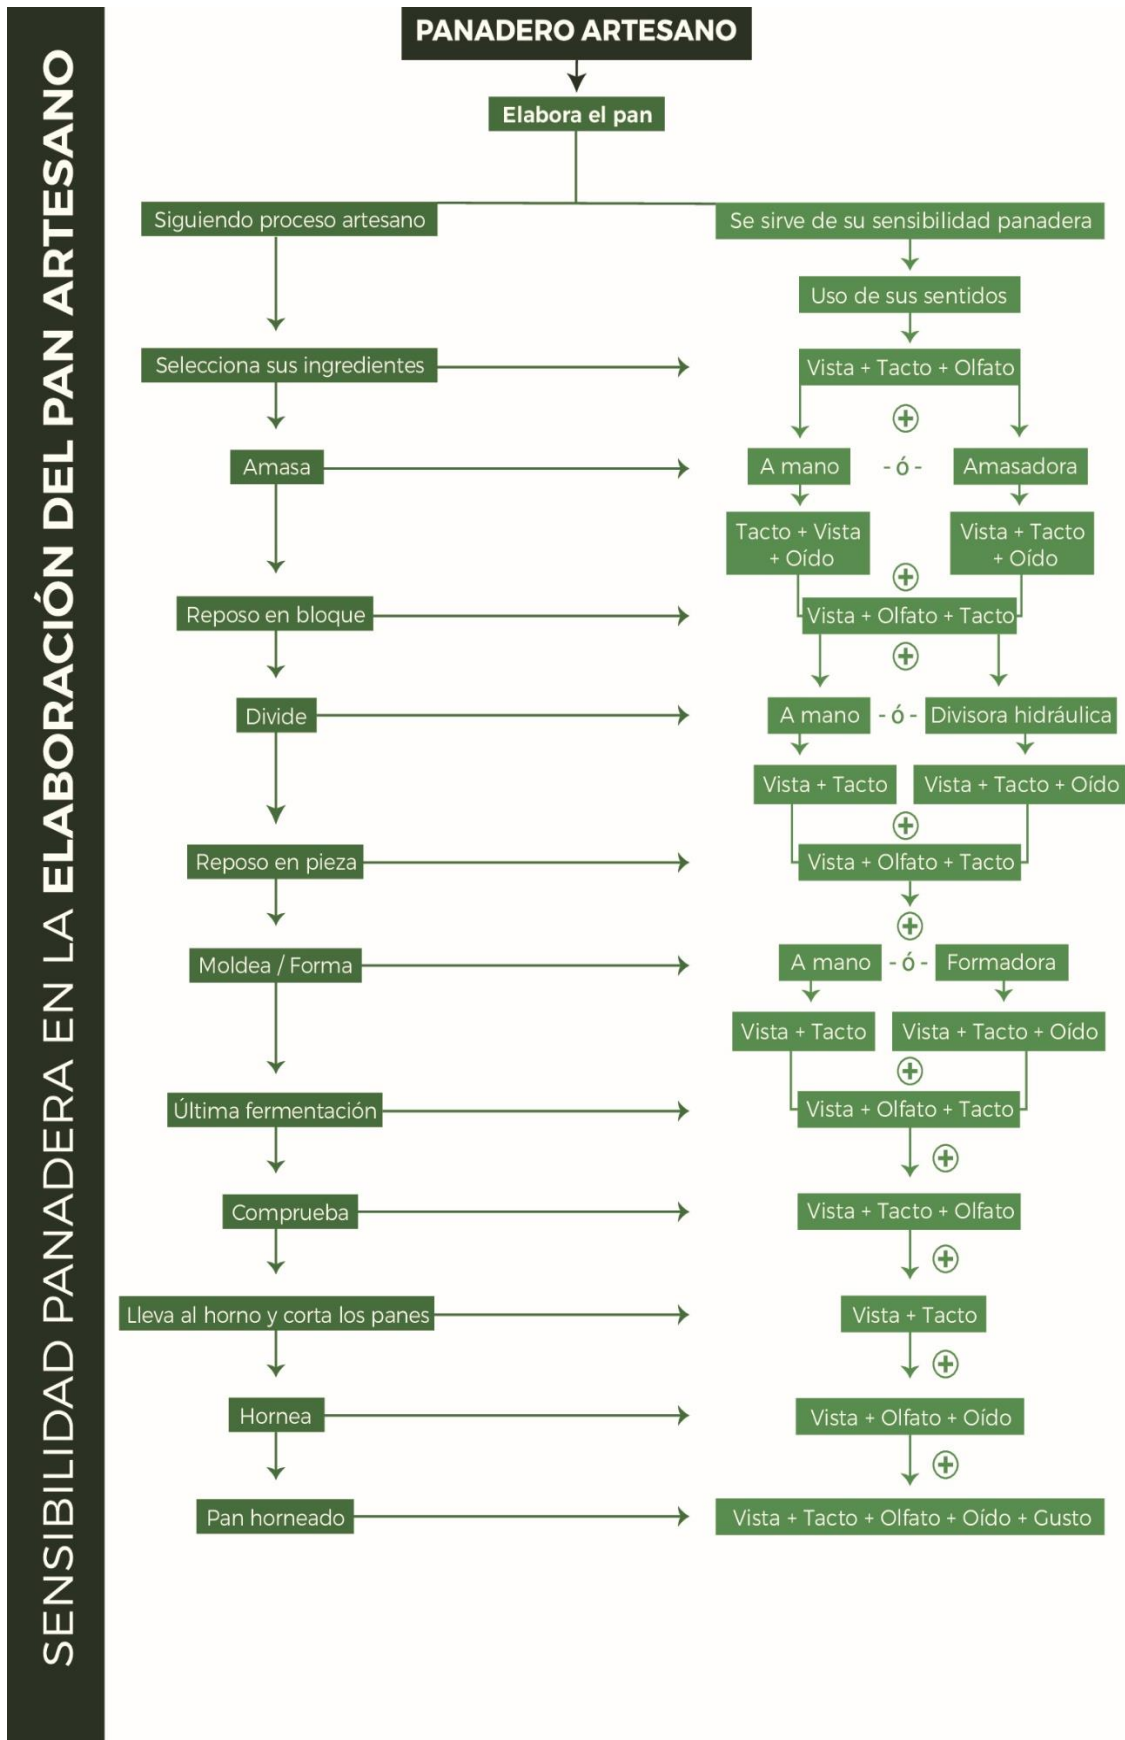 SENSIBILIDAD PANADERA EN LA ELABORACIÓN DEL PAN ARTESANO
PANADERO ARTESANO
Elabora el pan
Siguiendo proceso artesano
Se sirve de su sensibilidad panadera
Uso de sus sentidos
Selecciona sus ingredientes
Vista + Tacto + Olfato
Amasa
A mano
- ó -
Amasadora
Tacto + Vista
+ Oído
Vista + Tacto
+ Oído
Reposo en bloque
Vista + Olfato + Tacto
Divide
A mano
- ó -
Divisora hidráulica
Vista + Tacto
Vista + Tacto + Oído
Reposo en pieza
Vista + Olfato + Tacto
Moldea / Forma
A mano
- ó -
Formadora
Vista + Tacto
Vista + Tacto + Oído
Última fermentación
Vista + Olfato + Tacto
Comprueba
Vista + Tacto + Olfato
Lleva al horno y corta los panes
Vista + Tacto
Hornea
Vista + Olfato + Oído
Pan horneado
Vista + Tacto + Olfato + Oído + Gusto